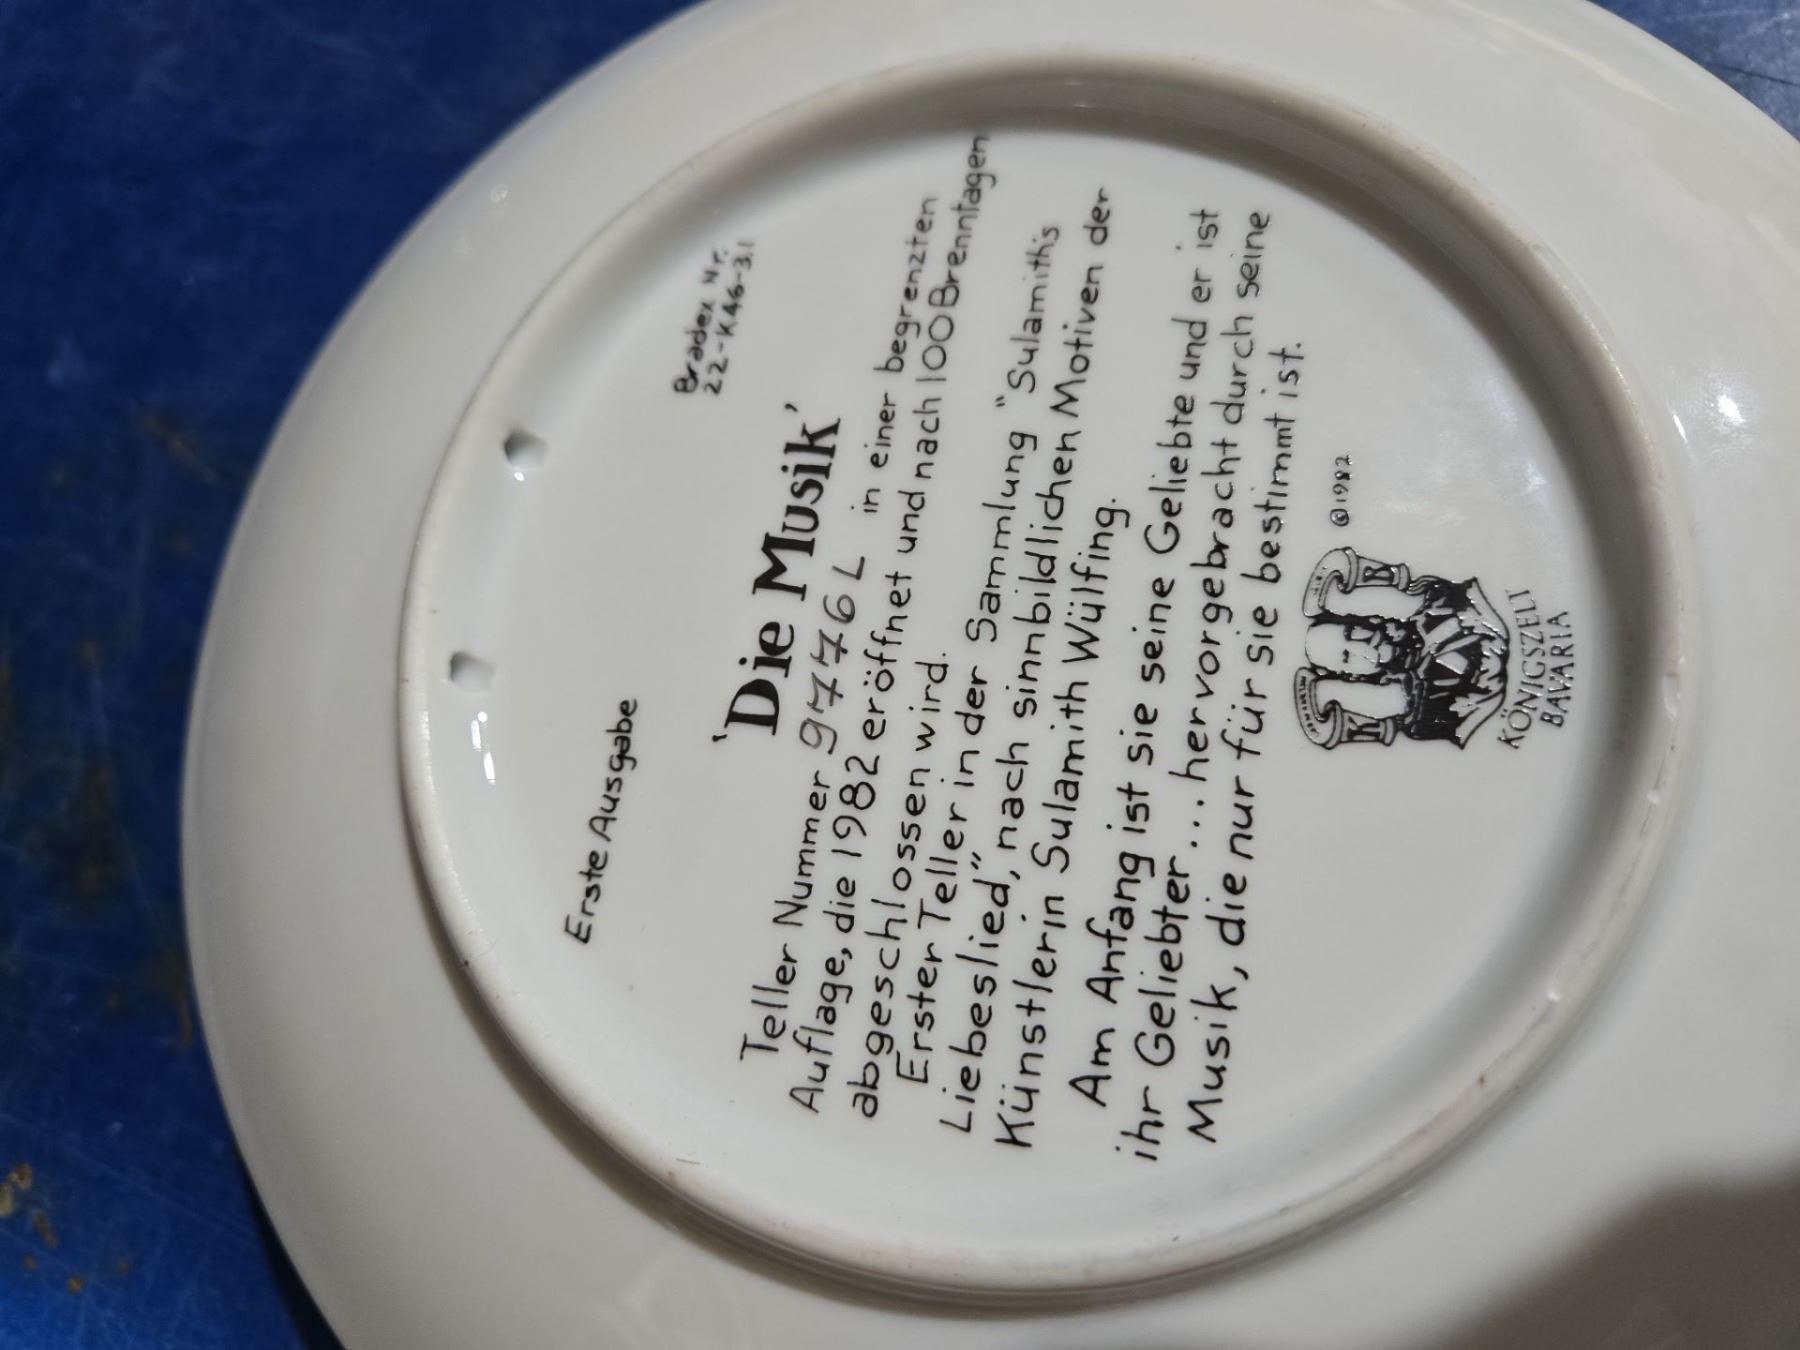 Erste Ausgabe
Bradex Nr.
22-K46-3.1
'Die Musik'
Teller Nummer 9776 L in einer begrenzten
Auflage, die 1982 eröffnet und nach 100 Brenntagen
abgeschlossen wird.
Erster Teller in der Sammlung "Sulamith's
Liebeslied", nach sinnbildlichen Motiven der
Künstlerin Sulamith Wülfing.
Am Anfang ist sie seine Geliebte und er ist
ihr Geliebter... hervorgebracht durch seine
Musik, die nur für sie bestimmt ist.
©1982
K B
KÖNIGSZELT
BAVARIA